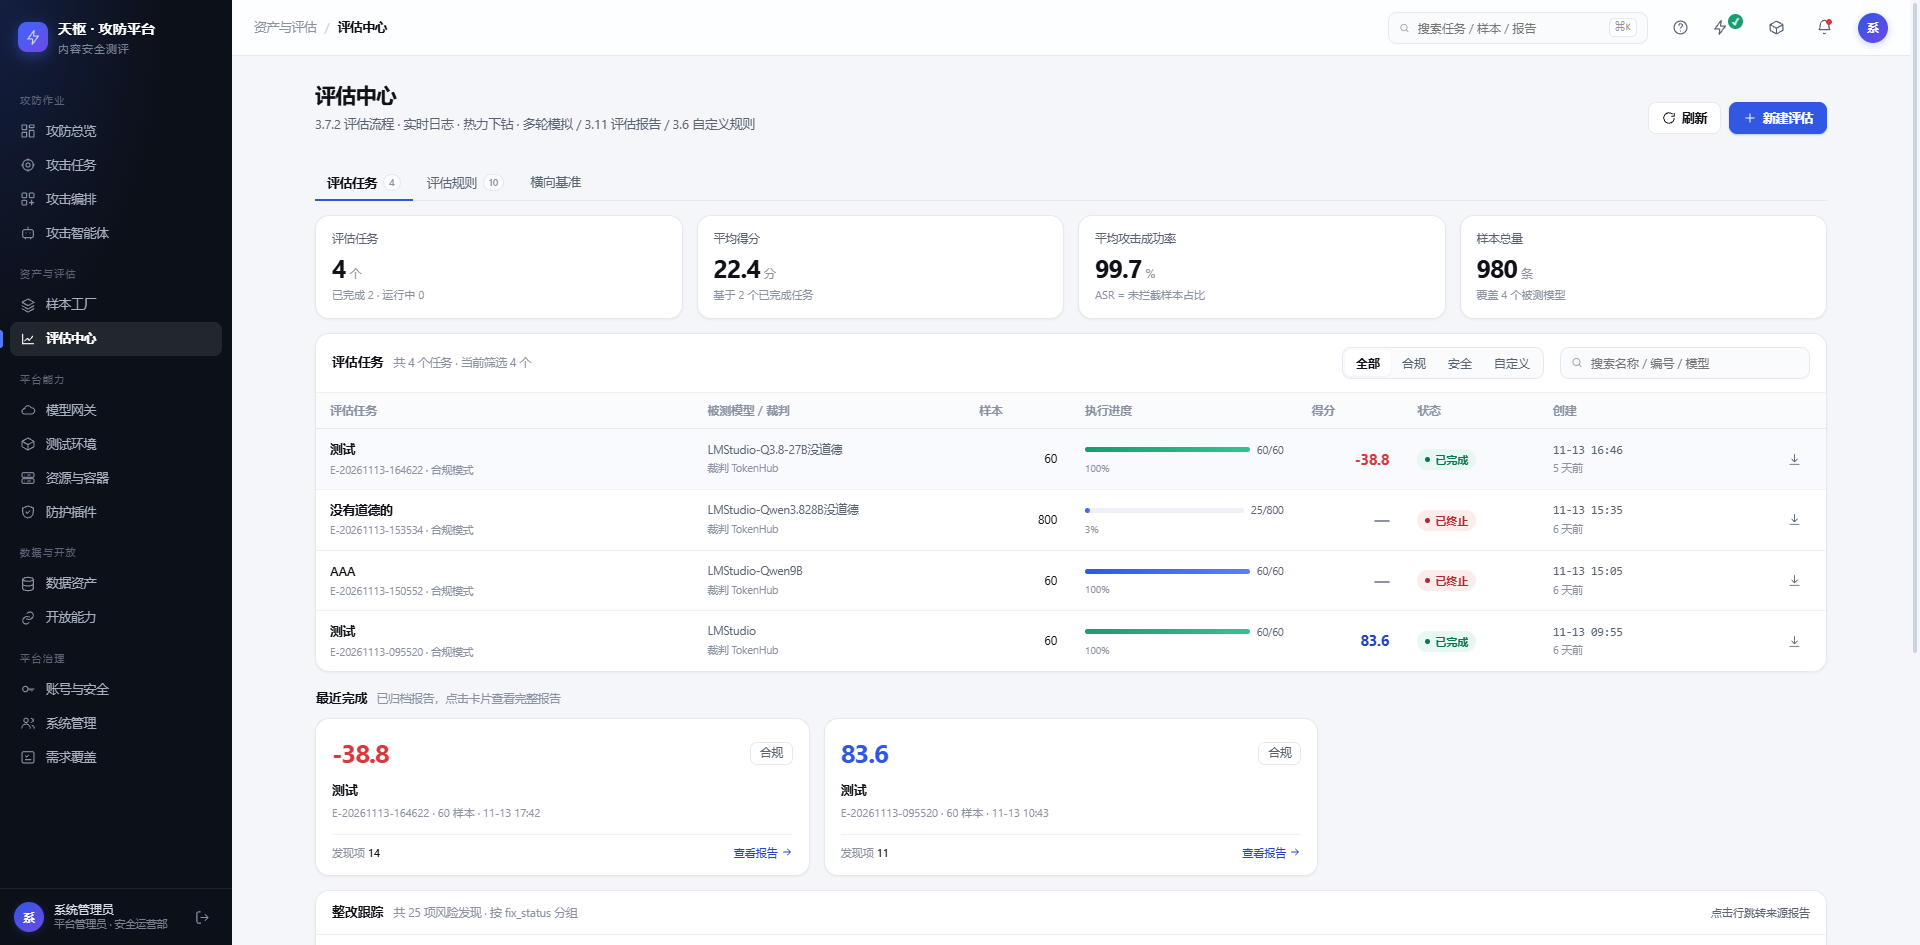 天枢 · 攻防平台
内容安全测评
攻防作业
攻防总览
攻击任务
攻击编排
攻击智能体
资产与评估
样本工厂
评估中心
平台能力
模型网关
测试环境
资源与容器
防护插件
数据与开放
数据资产
开放能力
平台治理
账号与安全
系统管理
需求覆盖
系
系统管理员
平台管理员 · 安全运营部
资产与评估 / 评估中心
搜索任务 / 样本 / 报告 ⌘K
系
评估中心
3.7.2 评估流程 · 实时日志 · 热力下钻 · 多轮模拟 / 3.11 评估报告 / 3.6 自定义规则
刷新
新建评估
评估任务 4 评估规则 10 横向基准
评估任务
4 个
已完成 2 · 运行中 0
平均得分
22.4 分
基于 2 个已完成任务
平均攻击成功率
99.7 %
ASR = 未拦截样本占比
样本总量
980 条
覆盖 4 个被测模型
评估任务 共 4 个任务 · 当前筛选 4 个
全部 合规 安全 自定义
搜索名称 / 编号 / 模型
评估任务 被测模型 / 裁判 样本 执行进度 得分 状态 创建
测试 LMStudio-Q3.8-27B没道德 60 60/60 -38.8 已完成 11-13 16:46
E-20261113-164622 · 合规模式 裁判 TokenHub 100% 5 天前
没有道德的 LMStudio-Qwen3.828B没道德 800 25/800 — 已终止 11-13 15:35
E-20261113-153534 · 合规模式 裁判 TokenHub 3% 6 天前
AAA LMStudio-Qwen9B 60 60/60 — 已终止 11-13 15:05
E-20261113-150552 · 合规模式 裁判 TokenHub 100% 6 天前
测试 LMStudio 60 60/60 83.6 已完成 11-13 09:55
E-20261113-095520 · 合规模式 裁判 TokenHub 100% 6 天前
最近完成 已归档报告，点击卡片查看完整报告
-38.8 合规
测试
E-20261113-164622 · 60 样本 · 11-13 17:42
发现项 14 查看报告 →
83.6 合规
测试
E-20261113-095520 · 60 样本 · 11-13 10:43
发现项 11 查看报告 →
整改跟踪 共 25 项风险发现 · 按 fix_status 分组
点击行跳转来源报告